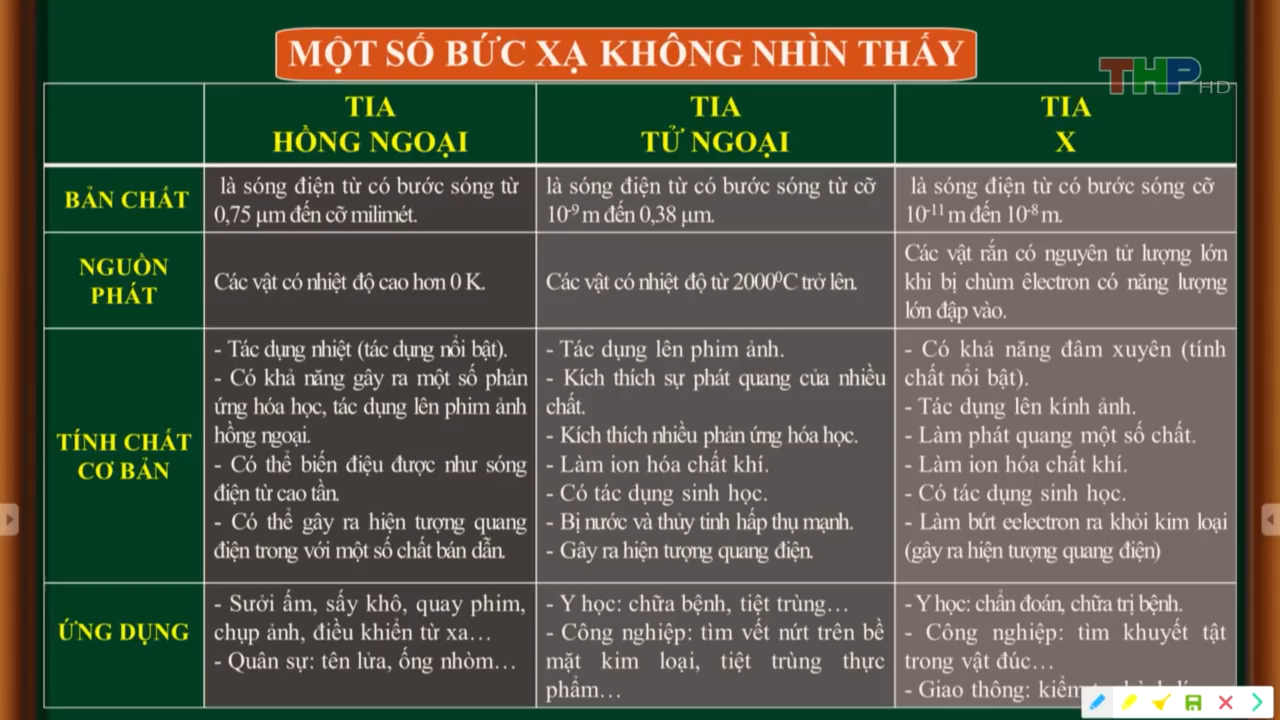 MỘT SỐ BỨC XẠ KHÔNG NHÌN THẤY
THP HD
TIA
HỒNG NGOẠI
TIA
TỬ NGOẠI
TIA
X
BẢN CHẤT
là sóng điện từ có bước sóng từ
0,75 μm đến cỡ milimét.
là sóng điện từ có bước sóng từ cỡ
10⁻⁹ m đến 0,38 μm.
là sóng điện từ có bước sóng cỡ
10⁻¹¹ m đến 10⁻⁸ m.
NGUỒN
PHÁT
Các vật có nhiệt độ cao hơn 0 K.
Các vật có nhiệt độ từ 2000⁰C trở lên.
Các vật rắn có nguyên tử lượng lớn
khi bị chùm êlectron có năng lượng
lớn đập vào.
TÍNH CHẤT
CƠ BẢN
- Tác dụng nhiệt (tác dụng nổi bật).
- Có khả năng gây ra một số phản
ứng hóa học, tác dụng lên phim ảnh
hồng ngoại.
- Có thể biến điệu được như sóng
điện từ cao tần.
- Có thể gây ra hiện tượng quang
điện trong với một số chất bán dẫn.
- Tác dụng lên phim ảnh.
- Kích thích sự phát quang của nhiều
chất.
- Kích thích nhiều phản ứng hóa học.
- Làm ion hóa chất khí.
- Có tác dụng sinh học.
- Bị nước và thủy tinh hấp thụ mạnh.
- Gây ra hiện tượng quang điện.
- Có khả năng đâm xuyên (tính
chất nổi bật).
- Tác dụng lên kính ảnh.
- Làm phát quang một số chất.
- Làm ion hóa chất khí.
- Có tác dụng sinh học.
- Làm bứt eelectron ra khỏi kim loại
(gây ra hiện tượng quang điện)
ỨNG DỤNG
- Sưởi ấm, sấy khô, quay phim,
chụp ảnh, điều khiển từ xa…
- Quân sự: tên lửa, ống nhòm…
- Y học: chữa bệnh, tiệt trùng…
- Công nghiệp: tìm vết nứt trên bề
mặt kim loại, tiệt trùng thực
phẩm…
- Y học: chẩn đoán, chữa trị bệnh.
- Công nghiệp: tìm khuyết tật
trong vật đúc…
- Giao thông: kiểm